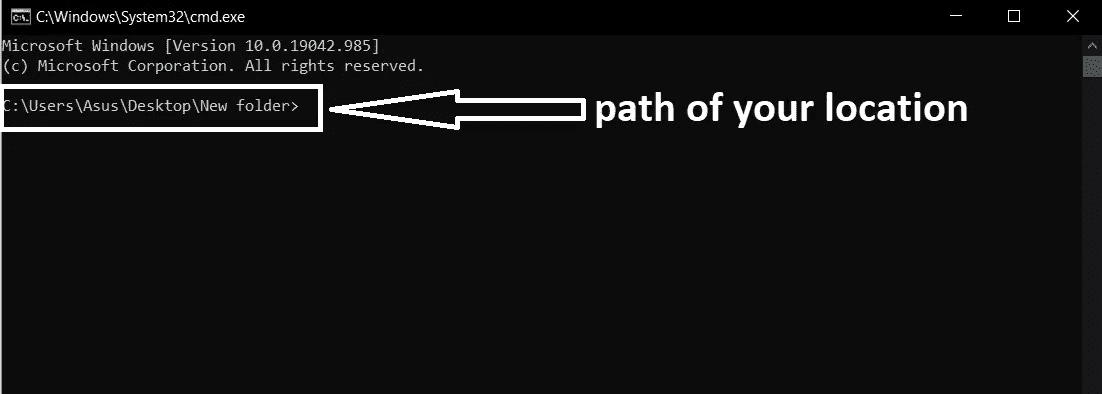 C:\Windows\System32\cmd.exe
Microsoft Windows [Version 10.0.19042.985]
(c) Microsoft Corporation. All rights reserved.
C:\Users\Asus\Desktop\New folder>
path of your location